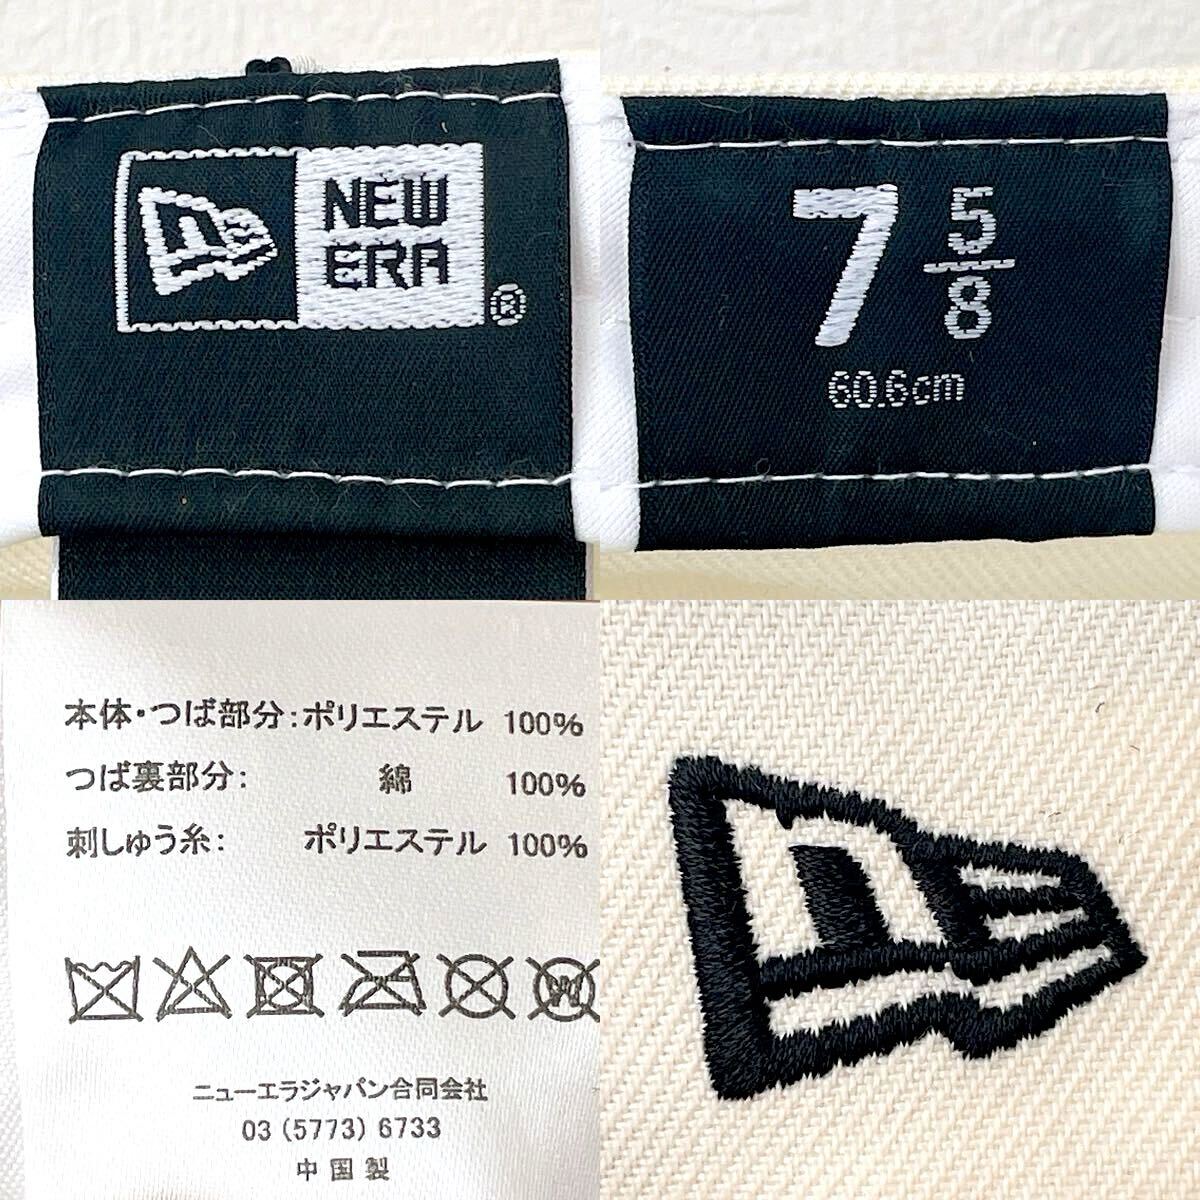 NEW
ERA
®
7 5/8
60.6cm
本体・つば部分：ポリエステル 100%
つば裏部分： 綿 100%
刺しゅう糸： ポリエステル 100%
W
ニューエラジャパン合同会社
03 (5773) 6733
中国製